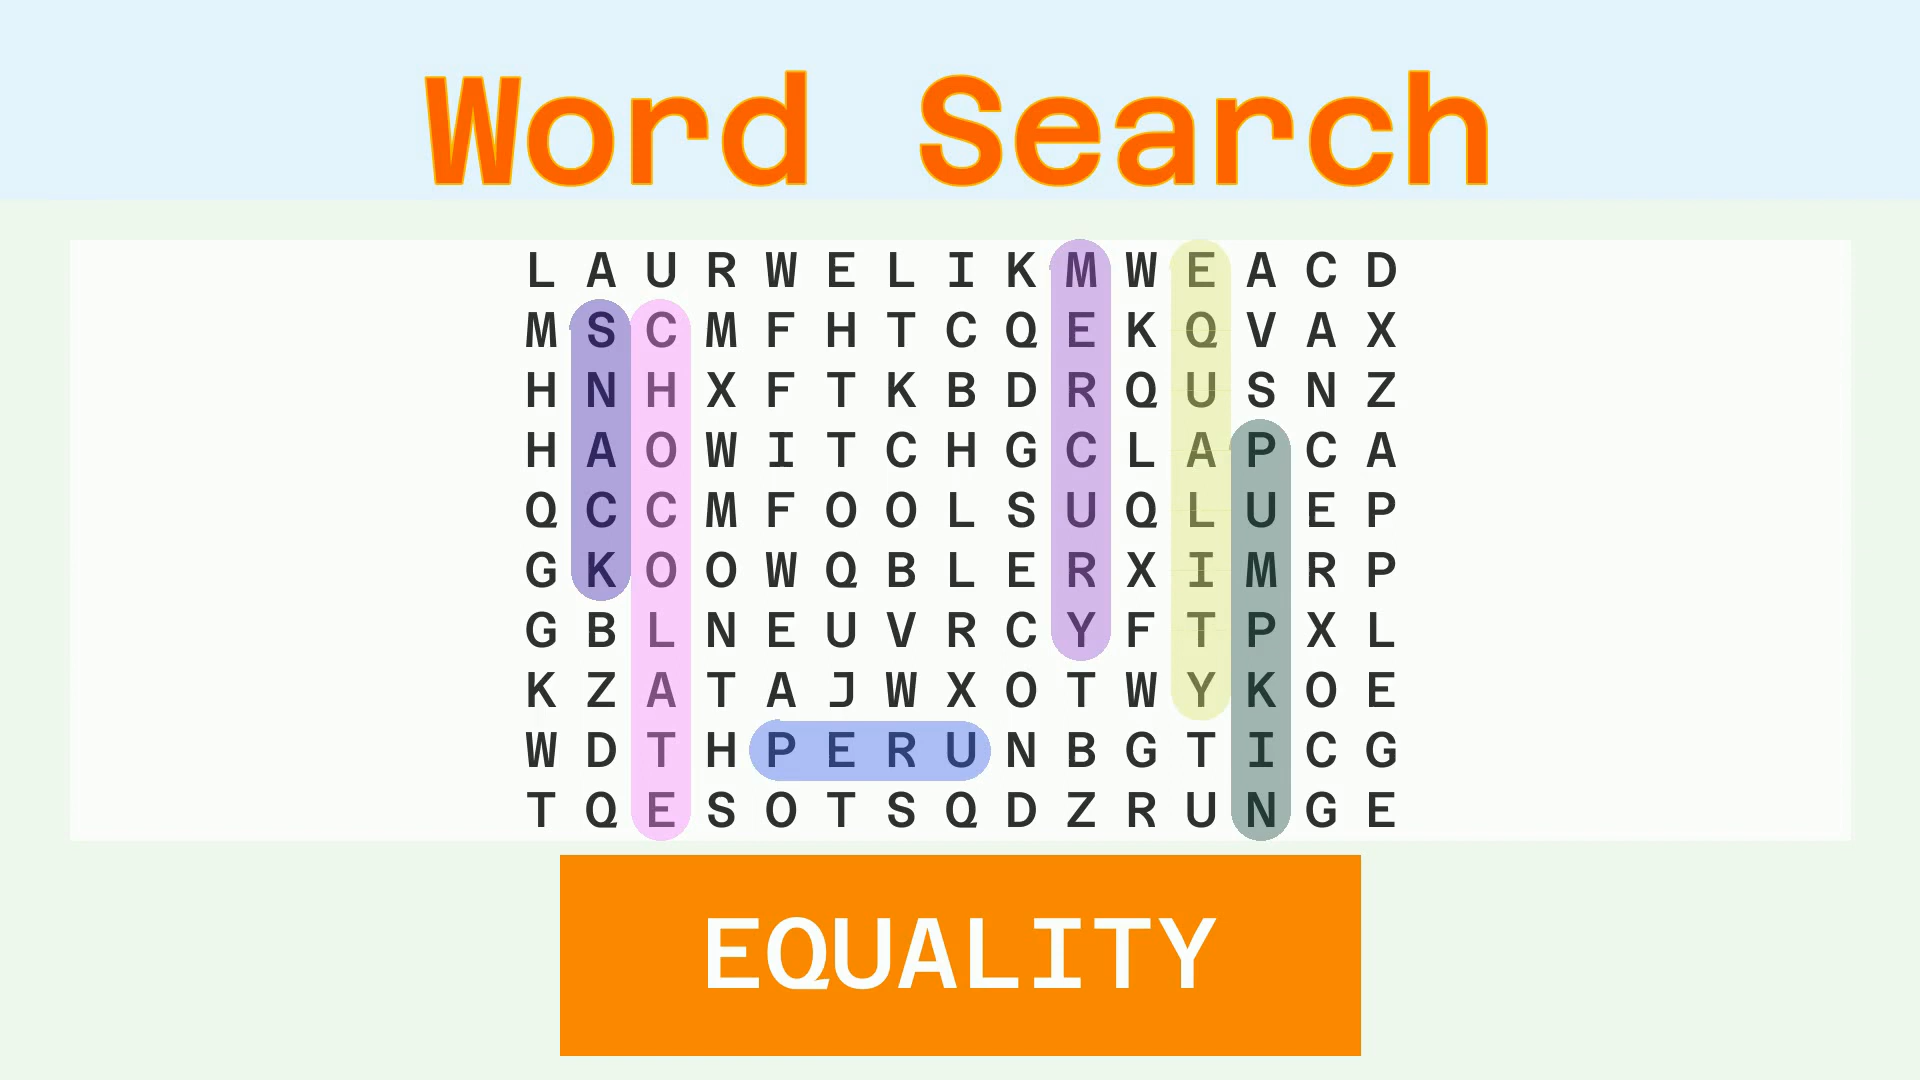 Word Search
L A U R W E L I K M W E A C D
M S C M F H T C Q E K Q V A X
H N H X F T K B D R Q U S N Z
H A O W I T C H G C L A P C A
Q C C M F O O L S U Q L U E P
G K O O W Q B L E R X I M R P
G B L N E U V R C Y F T P X L
K Z A T A J W X O T W Y K O E
W D T H P E R U N B G T I C G
T Q E S O T S Q D Z R U N G E
EQUALITY